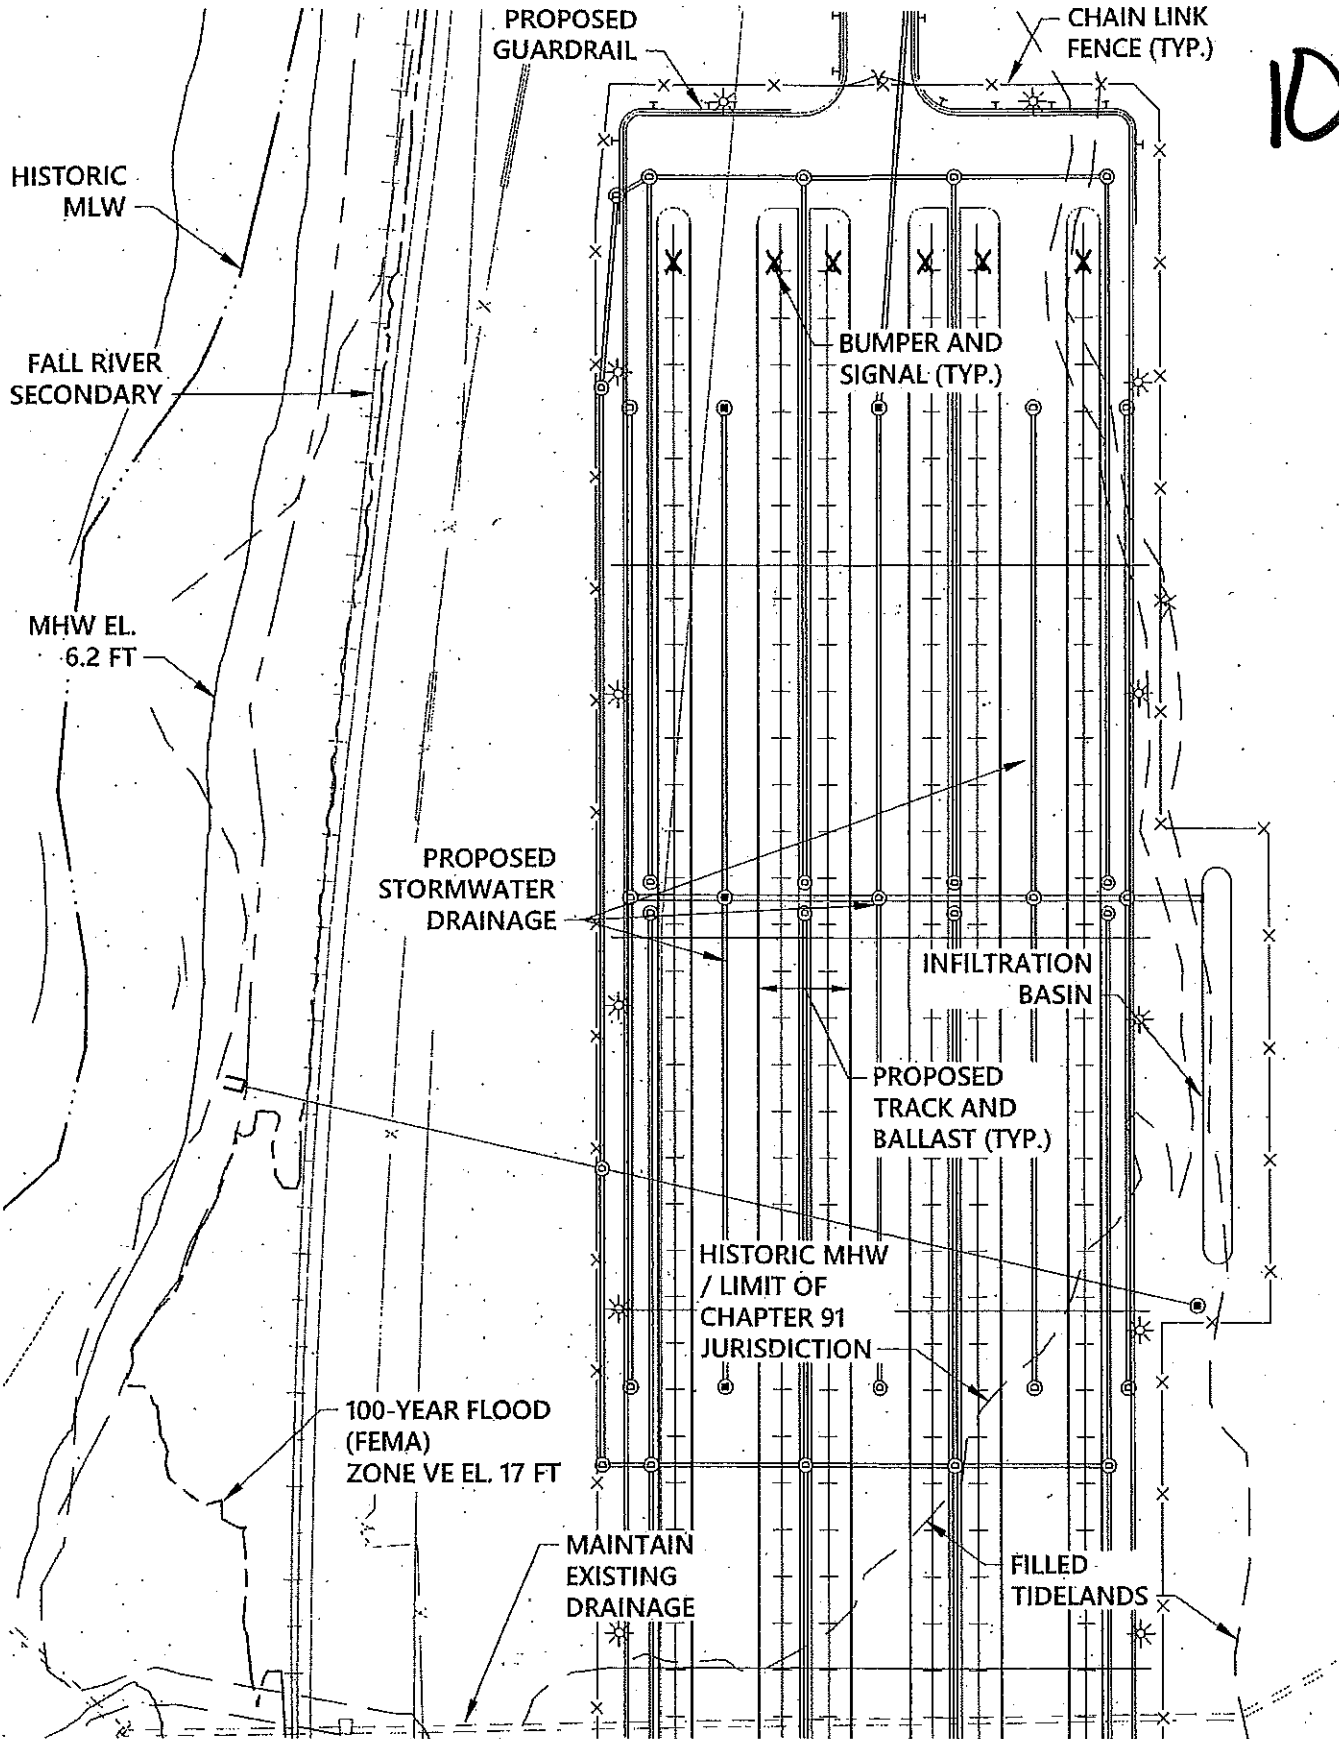 PROPOSED
GUARDRAIL
CHAIN LINK
FENCE (TYP.)
10
HISTORIC
MLW
FALL RIVER
SECONDARY
BUMPER AND
SIGNAL (TYP.)
MHW EL.
6.2 FT
PROPOSED
STORMWATER
DRAINAGE
INFILTRATION
BASIN
PROPOSED
TRACK AND
BALLAST (TYP.)
HISTORIC MHW
/ LIMIT OF
CHAPTER 91
JURISDICTION
100-YEAR FLOOD
(FEMA)
ZONE VE EL. 17 FT
MAINTAIN
EXISTING
DRAINAGE
FILLED
TIDELANDS